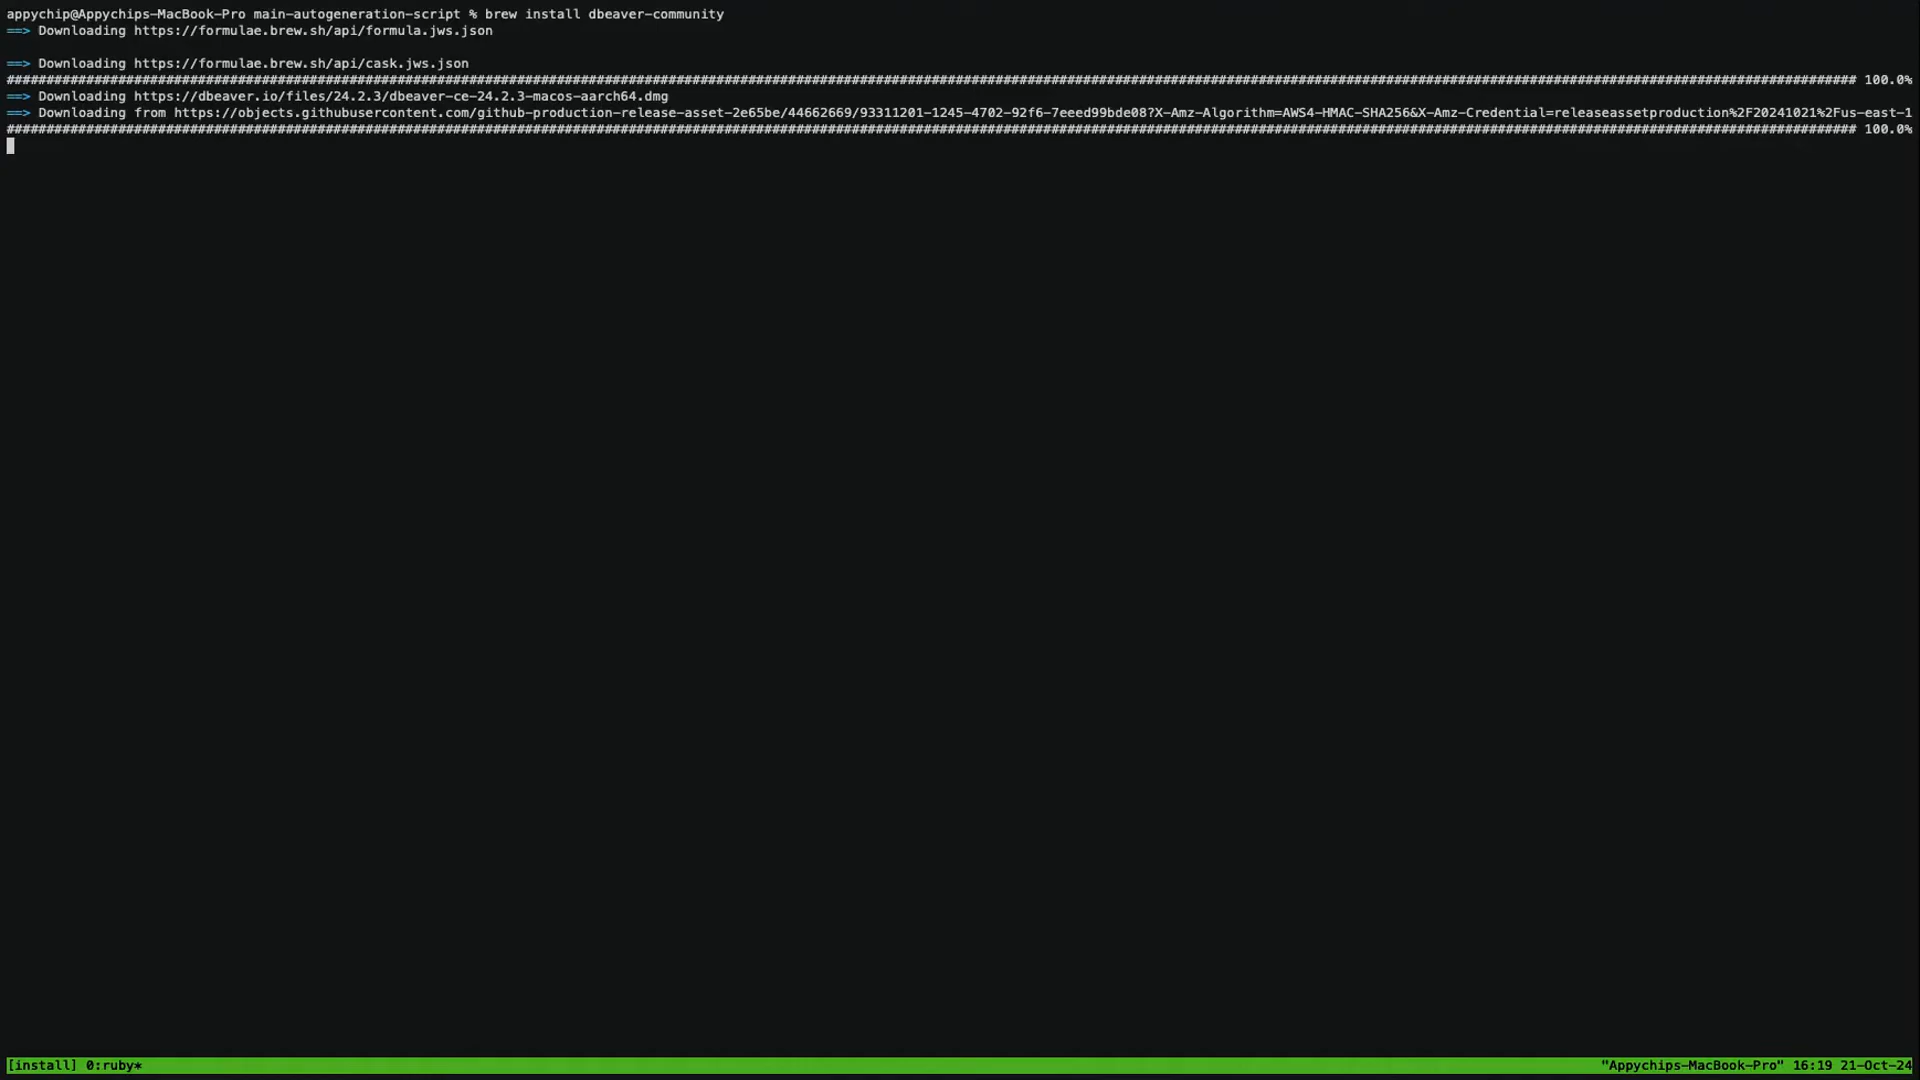 appychip@Appychips-MacBook-Pro main-autogeneration-script % brew install dbeaver-community
==> Downloading https://formulae.brew.sh/api/formula.jws.json
==> Downloading https://formulae.brew.sh/api/cask.jws.json
######################################################################## 100.0%
==> Downloading https://dbeaver.io/files/24.2.3/dbeaver-ce-24.2.3-macos-aarch64.dmg
==> Downloading from https://objects.githubusercontent.com/github-production-release-asset-2e65be/44662669/93311201-1245-4702-92f6-7eeed99bde08?X-Amz-Algorithm=AWS4-HMAC-SHA256&X-Amz-Credential=releaseassetproduction%2F20241021%2Fus-east-1
######################################################################## 100.0%
[install] 0:ruby* "Appychips-MacBook-Pro" 16:19 21-Oct-24